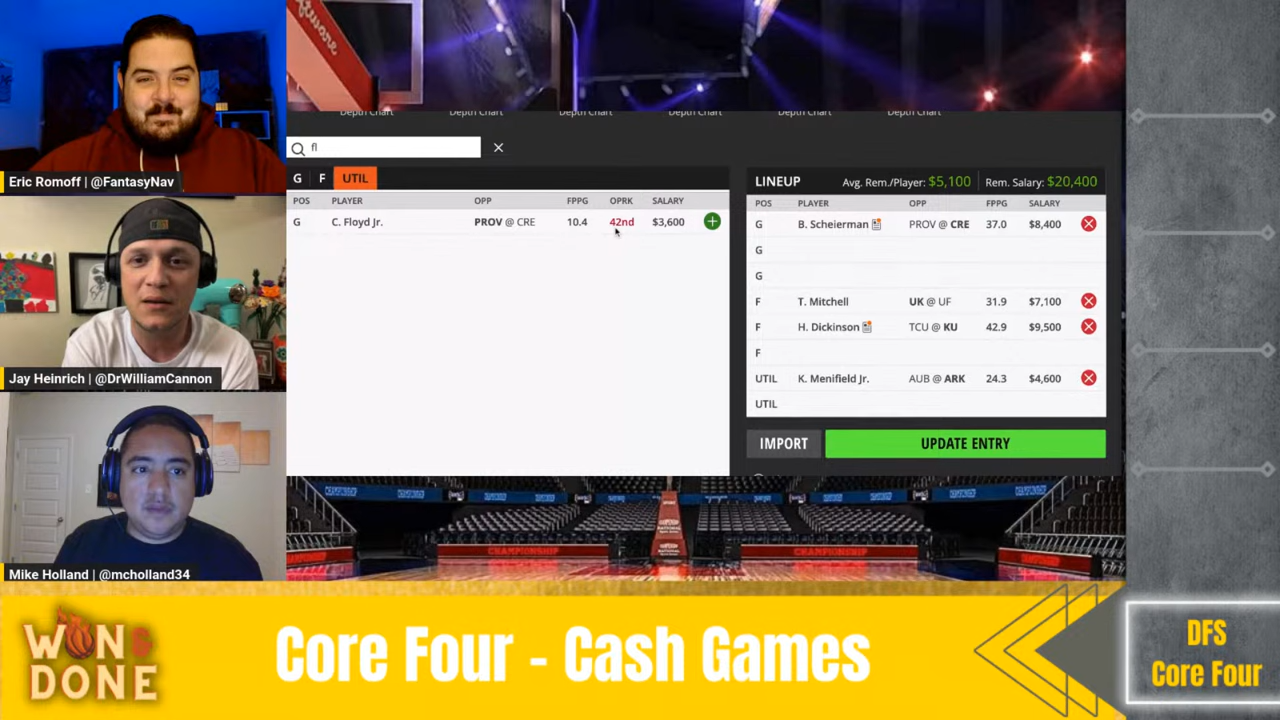 ftware
Depth Chart Depth Chart Depth Chart Depth Chart Depth Chart Depth Chart
fl
G F UTIL
POS PLAYER OPP FPPG OPRK SALARY
G C. Floyd Jr. PROV @ CRE 10.4 42nd $3,600
LINEUP Avg. Rem./Player: $5,100 Rem. Salary: $20,400
POS PLAYER OPP FPPG SALARY
G B. Scheierman PROV @ CRE 37.0 $8,400
G
G
F T. Mitchell UK @ UF 31.9 $7,100
F H. Dickinson TCU @ KU 42.9 $9,500
F
UTIL K. Menifield Jr. AUB @ ARK 24.3 $4,600
UTIL
IMPORT UPDATE ENTRY
Eric Romoff | @FantasyNav
Jay Heinrich | @DrWilliamCannon
Mike Holland | @mcholland34
CHAMPIONSHIP CHAMPIONSHIP
WON & DONE
Core Four - Cash Games
DFS
Core Four